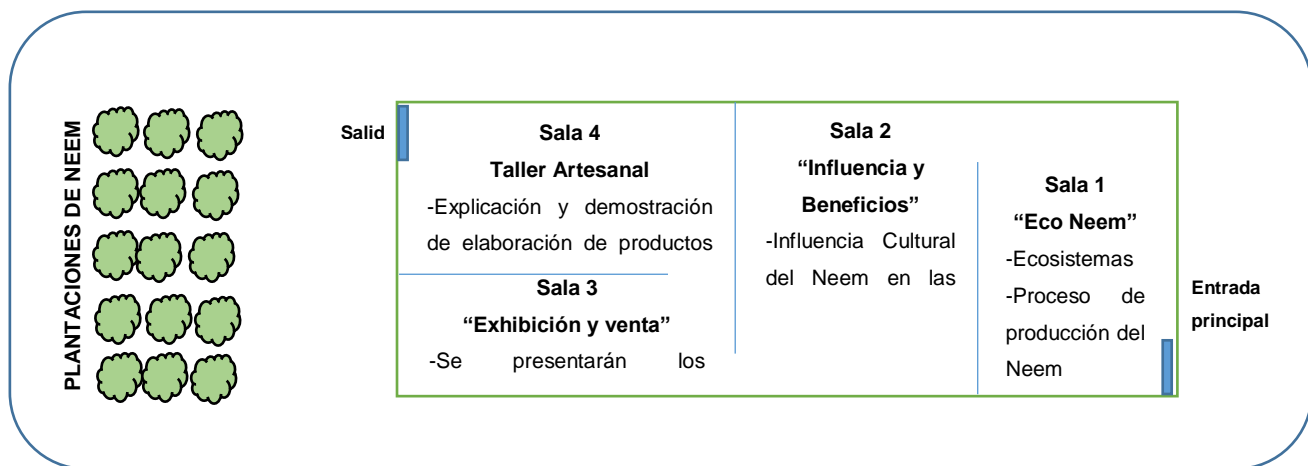 PLANTACIONES DE NEEM
Salid
Sala 4
Taller Artesanal
-Explicación y demostración
de elaboración de productos
Sala 3
“Exhibición y venta”
-Se presentarán los
Sala 2
“Influencia y
Beneficios”
-Influencia Cultural
del Neem en las
Sala 1
“Eco Neem”
-Ecosistemas
-Proceso de
producción del
Neem
Entrada
principal